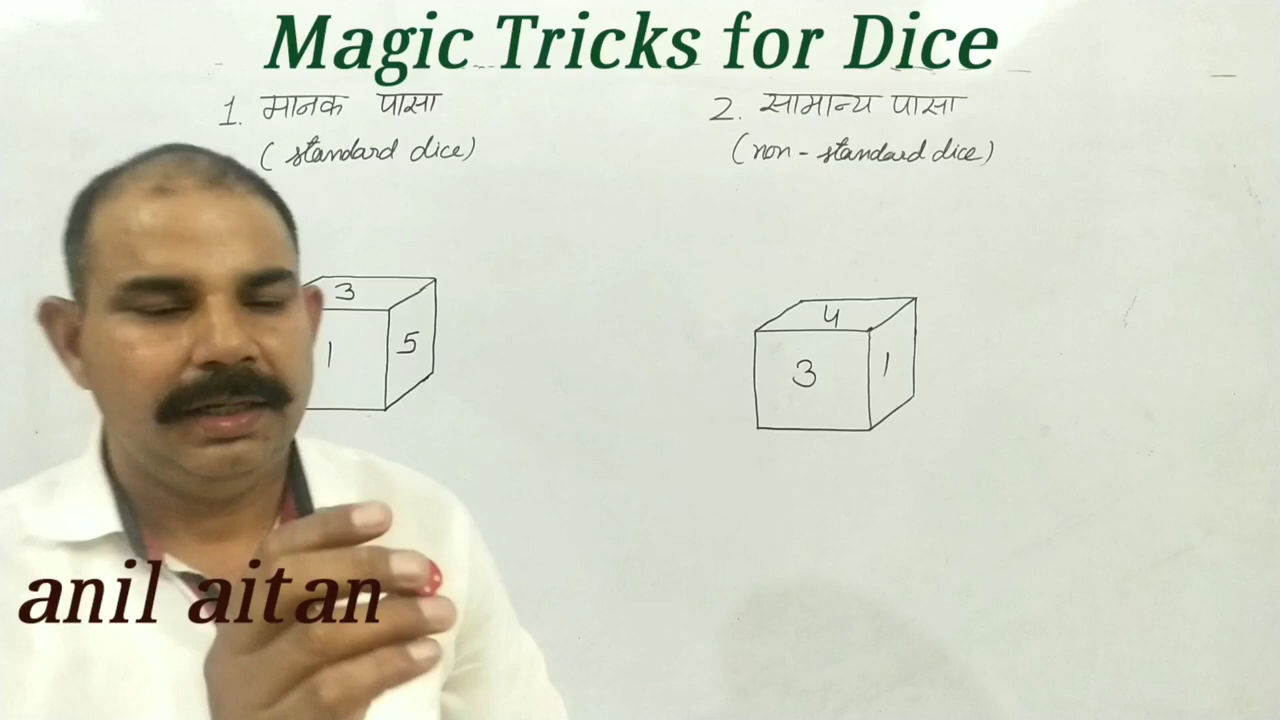 Magic Tricks for Dice
1. मानक पासा
(standard dice)
2. सामान्य पासा
(non-standard dice)
3
1
5
4
3
1
anil aitan